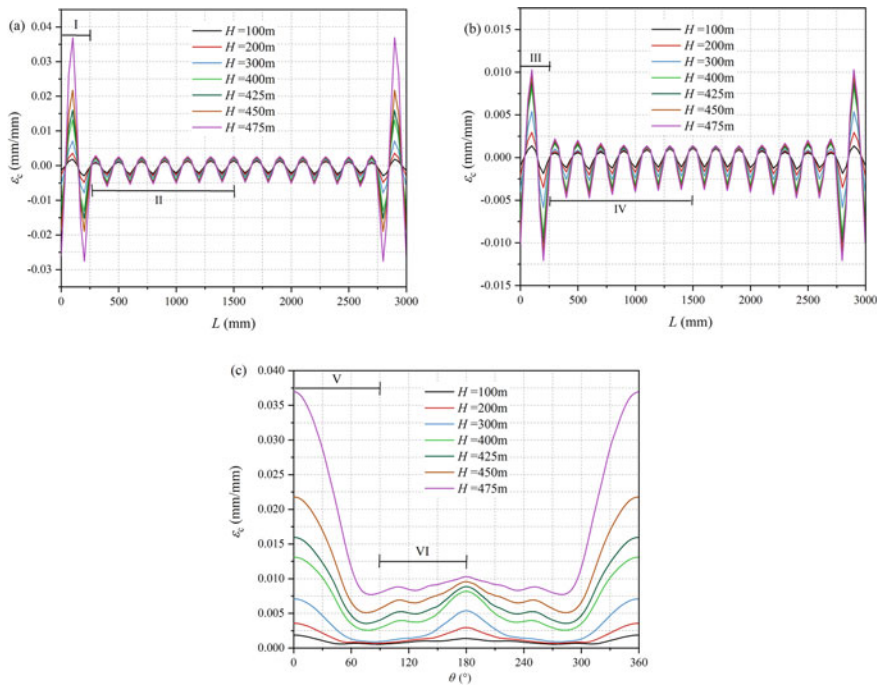 (a)
I
H =100m
H =200m
H =300m
H =400m
H =425m
H =450m
H =475m
II
0.04
0.03
0.02
0.01
0.00
-0.01
-0.02
-0.03
εc (mm/mm)
0 500 1000 1500 2000 2500 3000
L (mm)
(b)
III
H =100m
H =200m
H =300m
H =400m
H =425m
H =450m
H =475m
IV
0.015
0.010
0.005
0.000
-0.005
-0.010
-0.015
εc (mm/mm)
0 500 1000 1500 2000 2500 3000
L (mm)
(c)
V
H =100m
H =200m
H =300m
H =400m
H =425m
H =450m
H =475m
VI
0.040
0.035
0.030
0.025
0.020
0.015
0.010
0.005
0.000
εc (mm/mm)
0 60 120 180 240 300 360
θ (°)